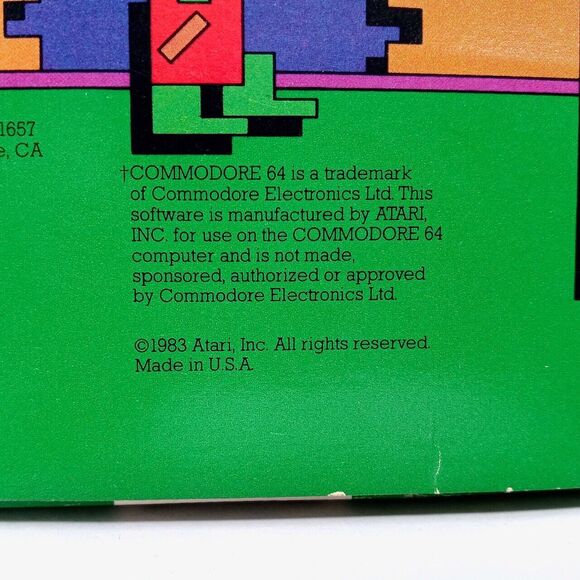 1657
e, CA
†COMMODORE 64 is a trademark
of Commodore Electronics Ltd. This
software is manufactured by ATARI,
INC. for use on the COMMODORE 64
computer and is not made,
sponsored, authorized or approved
by Commodore Electronics Ltd.
©1983 Atari, Inc. All rights reserved.
Made in U.S.A.